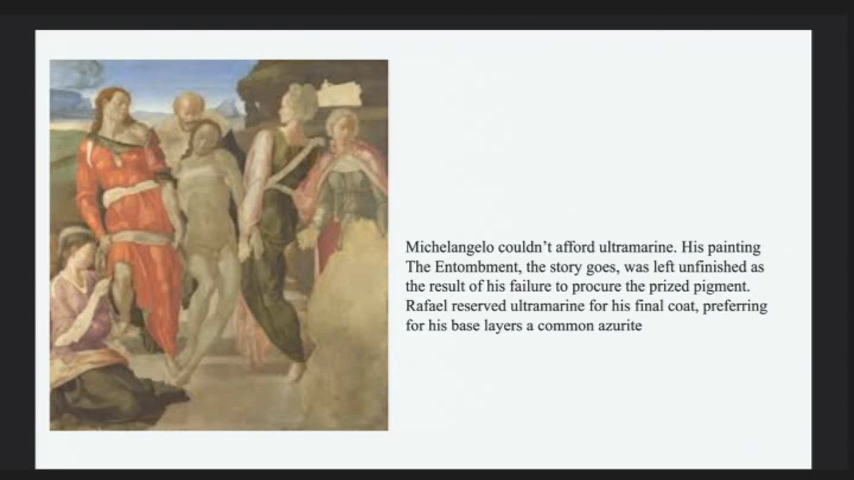 Michelangelo couldn’t afford ultramarine. His painting
The Entombment, the story goes, was left unfinished as
the result of his failure to procure the prized pigment.
Rafael reserved ultramarine for his final coat, preferring
for his base layers a common azurite